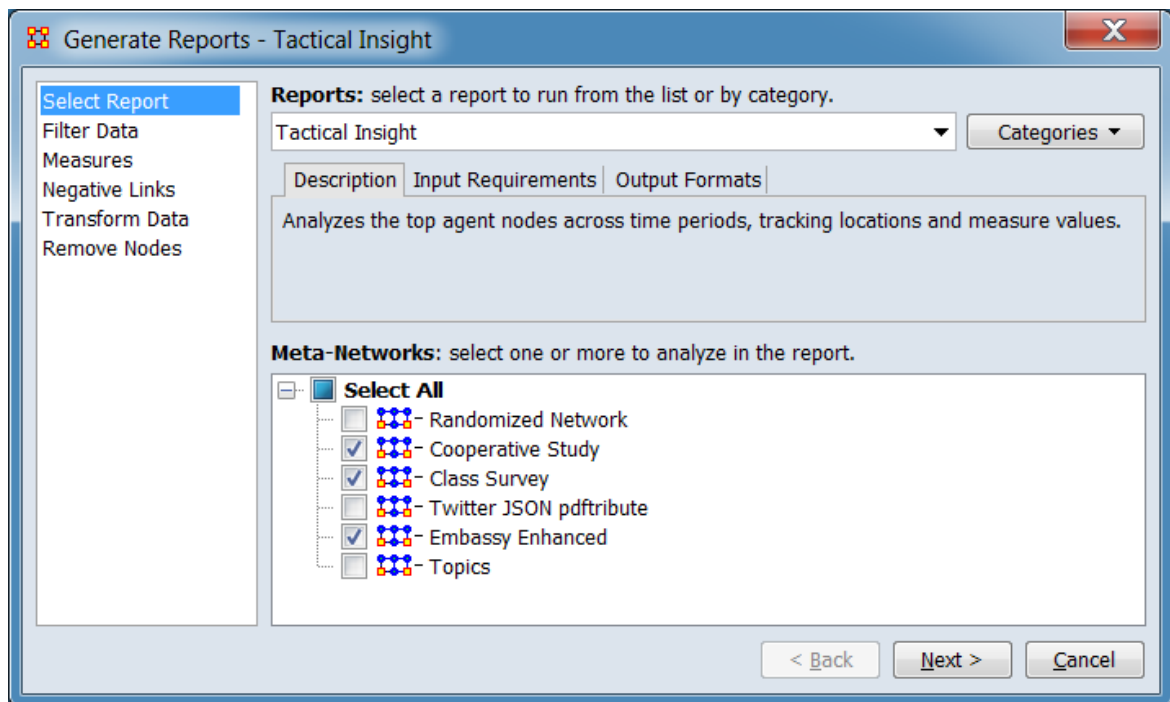 Generate Reports - Tactical Insight
X
Select Report
Filter Data
Measures
Negative Links
Transform Data
Remove Nodes
Reports: select a report to run from the list or by category.
Tactical Insight
Categories
Description Input Requirements Output Formats
Analyzes the top agent nodes across time periods, tracking locations and measure values.
Meta-Networks: select one or more to analyze in the report.
Select All
- Randomized Network
- Cooperative Study
- Class Survey
- Twitter JSON pdftribute
- Embassy Enhanced
- Topics
< Back Next > Cancel